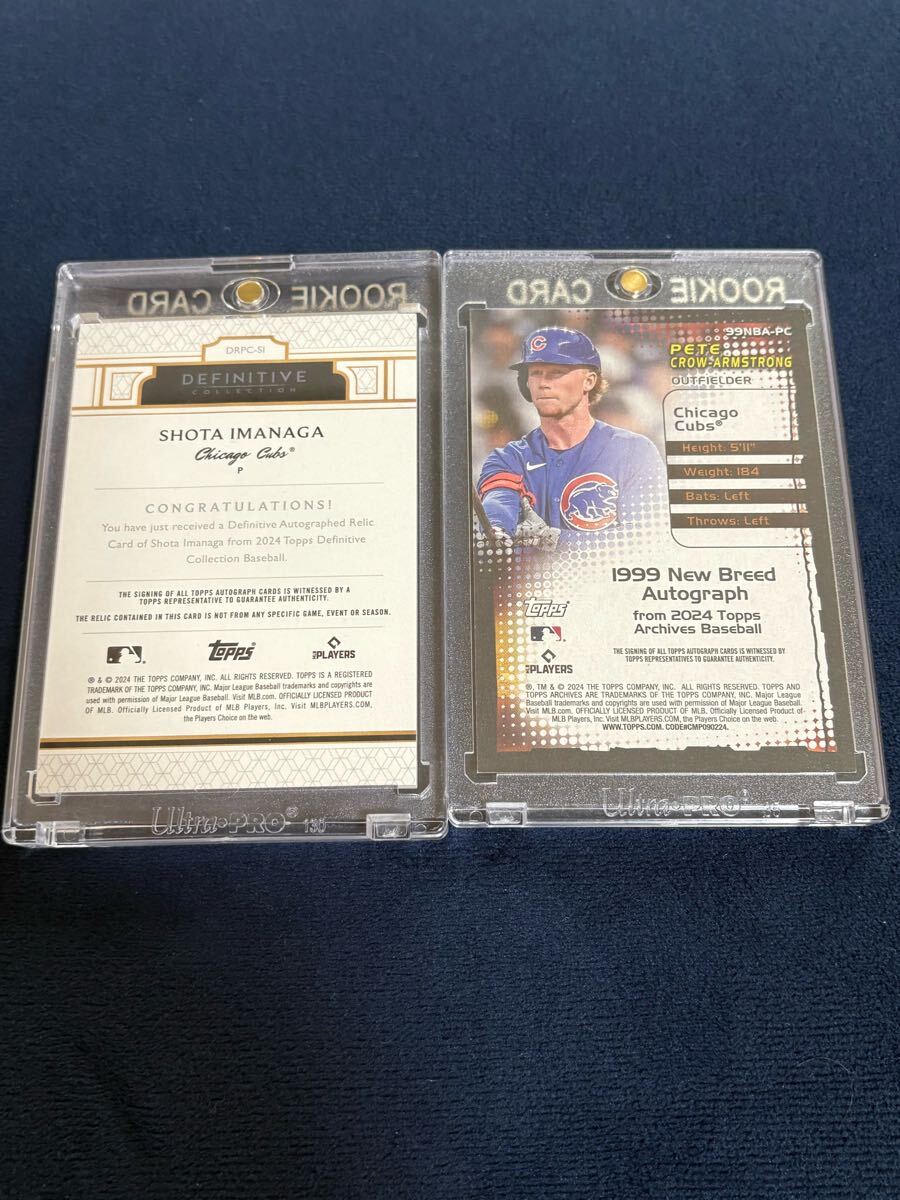 ROOKIE CARD
DRPC-SI
DEFINITIVE
COLLECTION
SHOTA IMANAGA
Chicago Cubs®
P
CONGRATULATIONS!
You have just received a Definitive Autographed Relic
Card of Shota Imanaga from 2024 Topps Definitive
Collection Baseball.
THE SIGNING OF ALL TOPPS AUTOGRAPH CARDS IS WITNESSED BY A
TOPPS REPRESENTATIVE TO GUARANTEE AUTHENTICITY.
THE RELIC CONTAINED IN THIS CARD IS NOT FROM ANY SPECIFIC GAME, EVENT OR SEASON.
Topps
PLAYERS
® & © 2024 THE TOPPS COMPANY, INC. ALL RIGHTS RESERVED. TOPPS IS A REGISTERED
TRADEMARK OF THE TOPPS COMPANY, INC. Major League Baseball trademarks and copyrights are
used with permission of Major League Baseball. Visit MLB.com. OFFICIALLY LICENSED PRODUCT
OF MLB. Officially Licensed Product of MLB Players, Inc. Visit MLBPLAYERS.COM,
the Players Choice on the web.
Ultra•PRO®
ROOKIE CARD
99NBA-PC
PETE
CROW-ARMSTRONG
OUTFIELDER
C
Chicago
Cubs®
Height: 5'11"
Weight: 184
Bats: Left
Throws: Left
1999 New Breed
Autograph
from 2024 Topps
Archives Baseball
Topps
PLAYERS
THE SIGNING OF ALL TOPPS AUTOGRAPH CARDS IS WITNESSED BY
TOPPS REPRESENTATIVES TO GUARANTEE AUTHENTICITY.
®, TM & © 2024 THE TOPPS COMPANY, INC. ALL RIGHTS RESERVED. TOPPS AND
TOPPS ARCHIVES ARE TRADEMARKS OF THE TOPPS COMPANY, INC. Major League
Baseball trademarks and copyrights are used with permission of Major League Baseball.
Visit MLB.com. OFFICIALLY LICENSED PRODUCT OF MLB. Officially Licensed Product of
MLB Players, Inc. Visit MLBPLAYERS.COM, the Players Choice on the web.
WWW.TOPPS.COM. CODE#CMP090224.
Ultra•PRO®